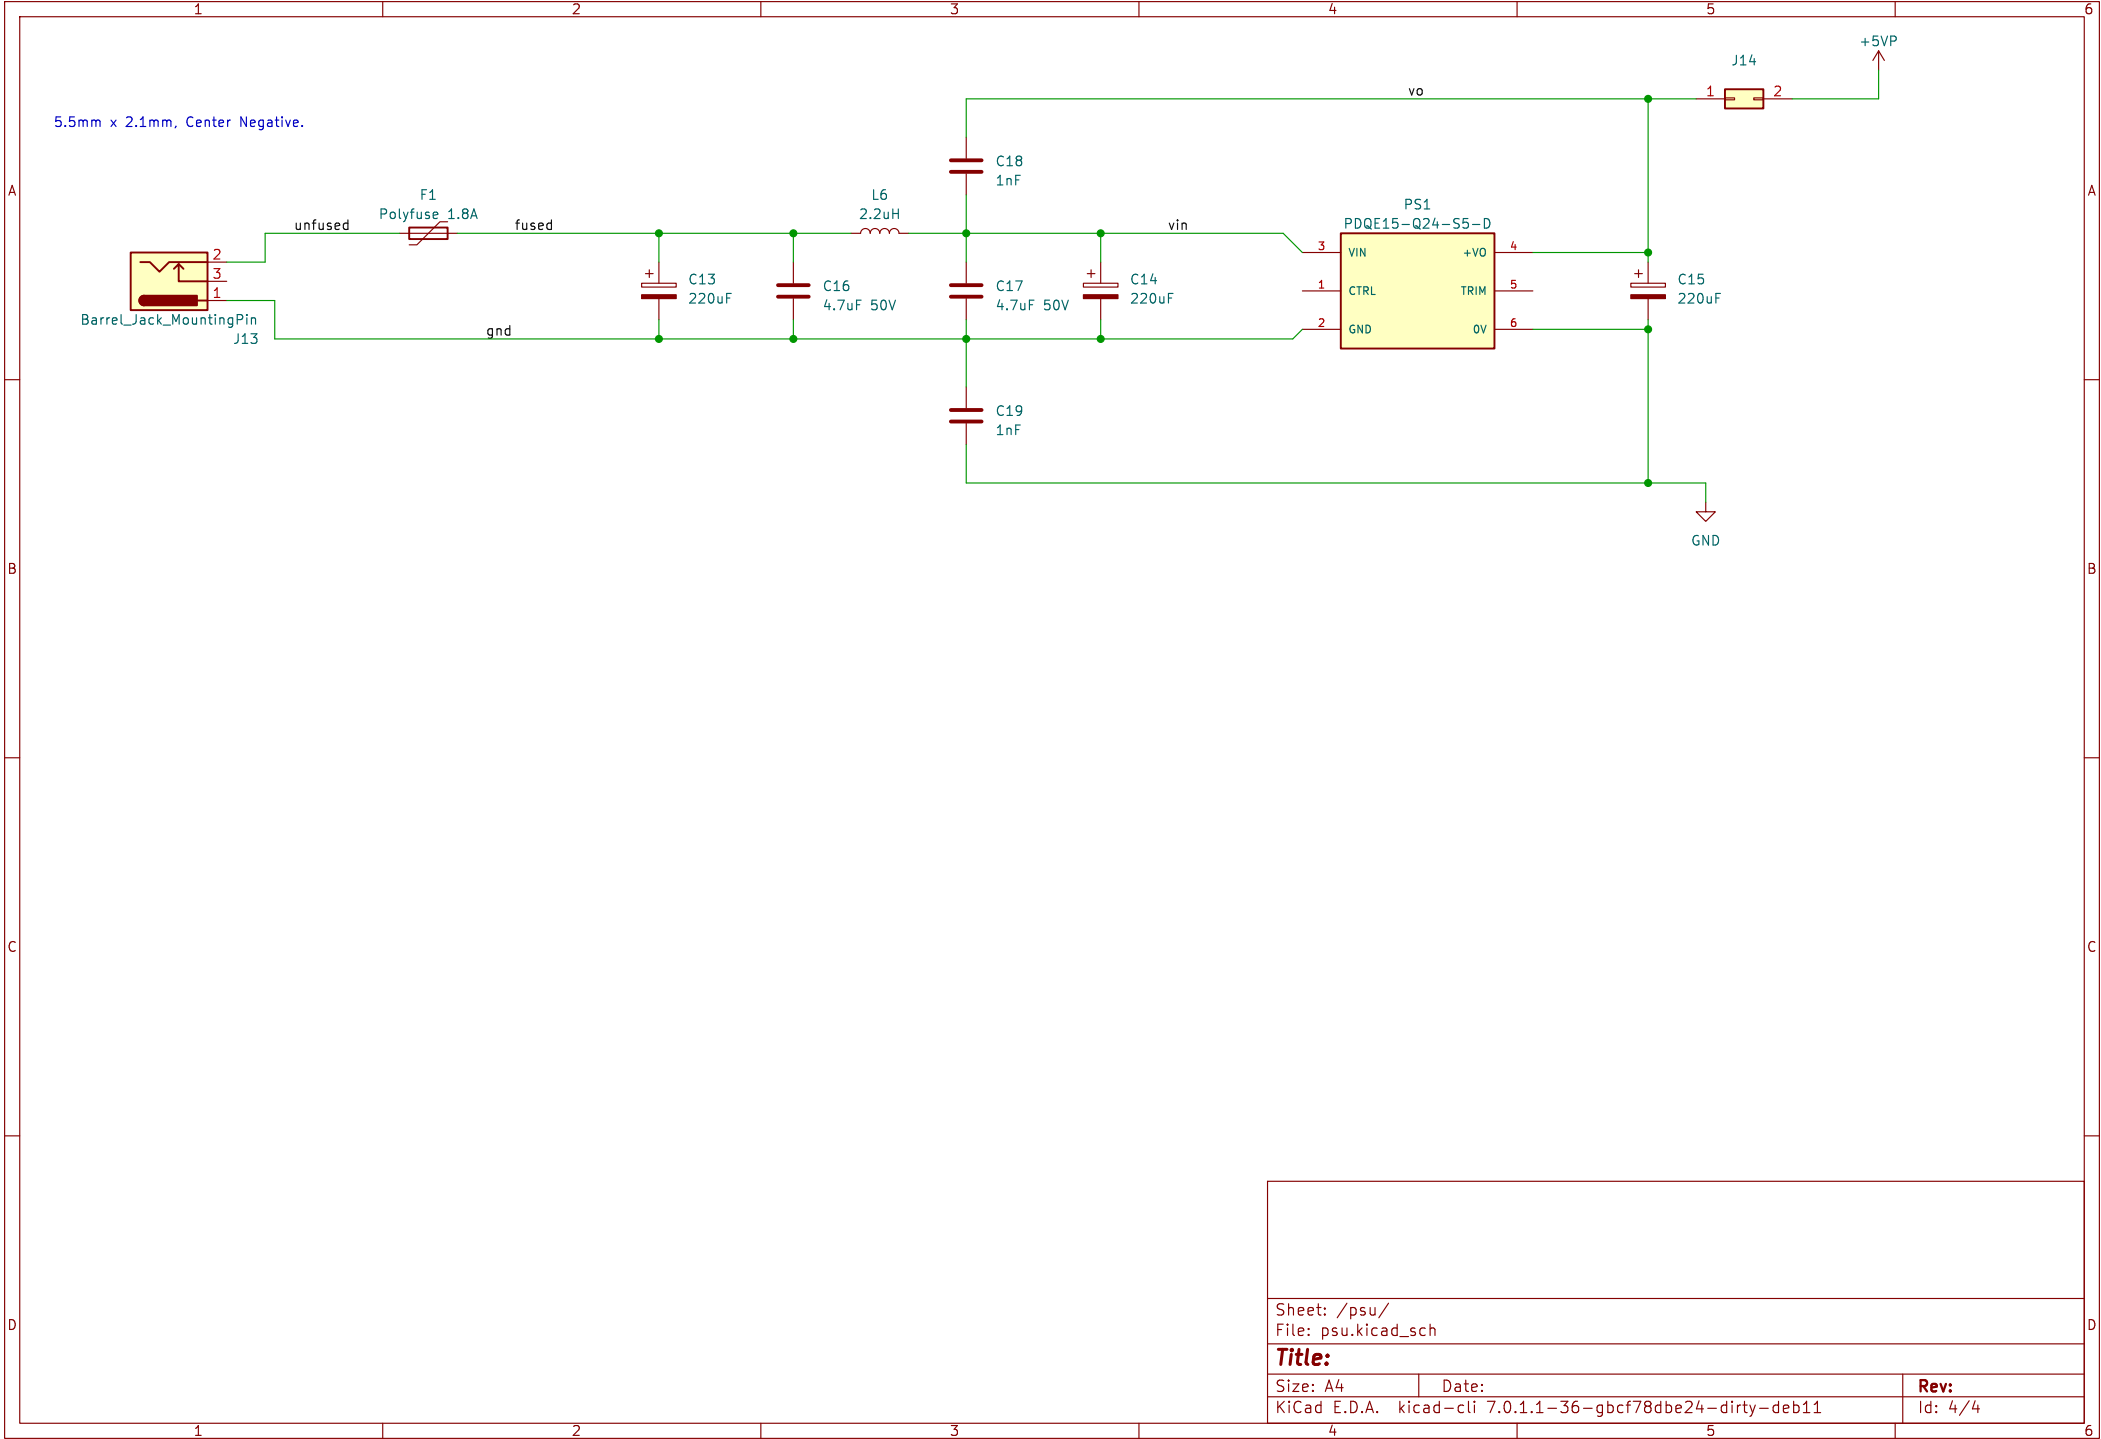 1 2 3 4 5 6
+5VP
J14
vo
1 2
5.5mm x 2.1mm, Center Negative.
C18
1nF
A A
F1
Polyfuse 1.8A
L6
2.2uH
PS1
PDQE15-Q24-S5-D
unfused
fused
vin
2
3
1
3 VIN
+VO 4
1 CTRL
TRIM 5
2 GND
0V 6
+
C13
220uF
C16
4.7uF 50V
C17
4.7uF 50V
+
C14
220uF
+
C15
220uF
Barrel_Jack_MountingPin
J13
gnd
C19
1nF
GND
B B
C C
D D
Sheet: /psu/
File: psu.kicad_sch
Title:
Size: A4 Date: Rev:
KiCad E.D.A. kicad-cli 7.0.1.1-36-gbcf78dbe24-dirty-deb11 Id: 4/4
1 2 3 4 5 6